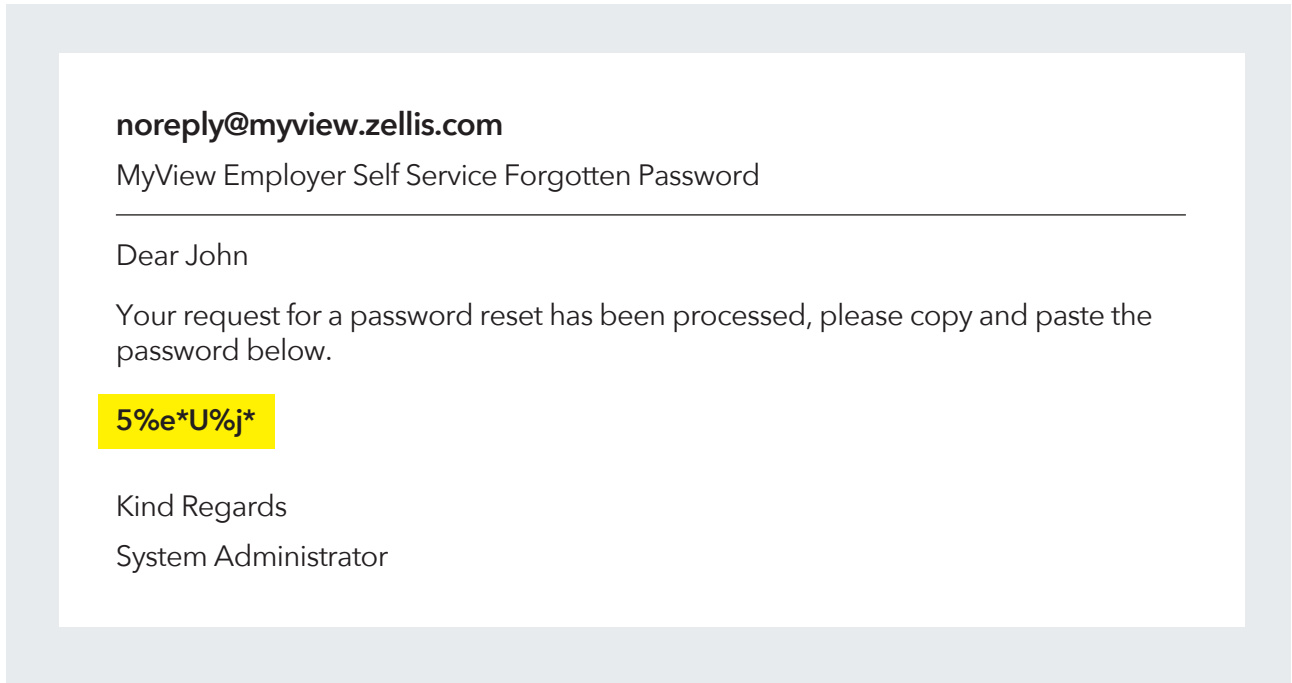 noreply@myview.zellis.com
MyView Employer Self Service Forgotten Password
Dear John
Your request for a password reset has been processed, please copy and paste the
password below.
5%e*U%j*
Kind Regards
System Administrator